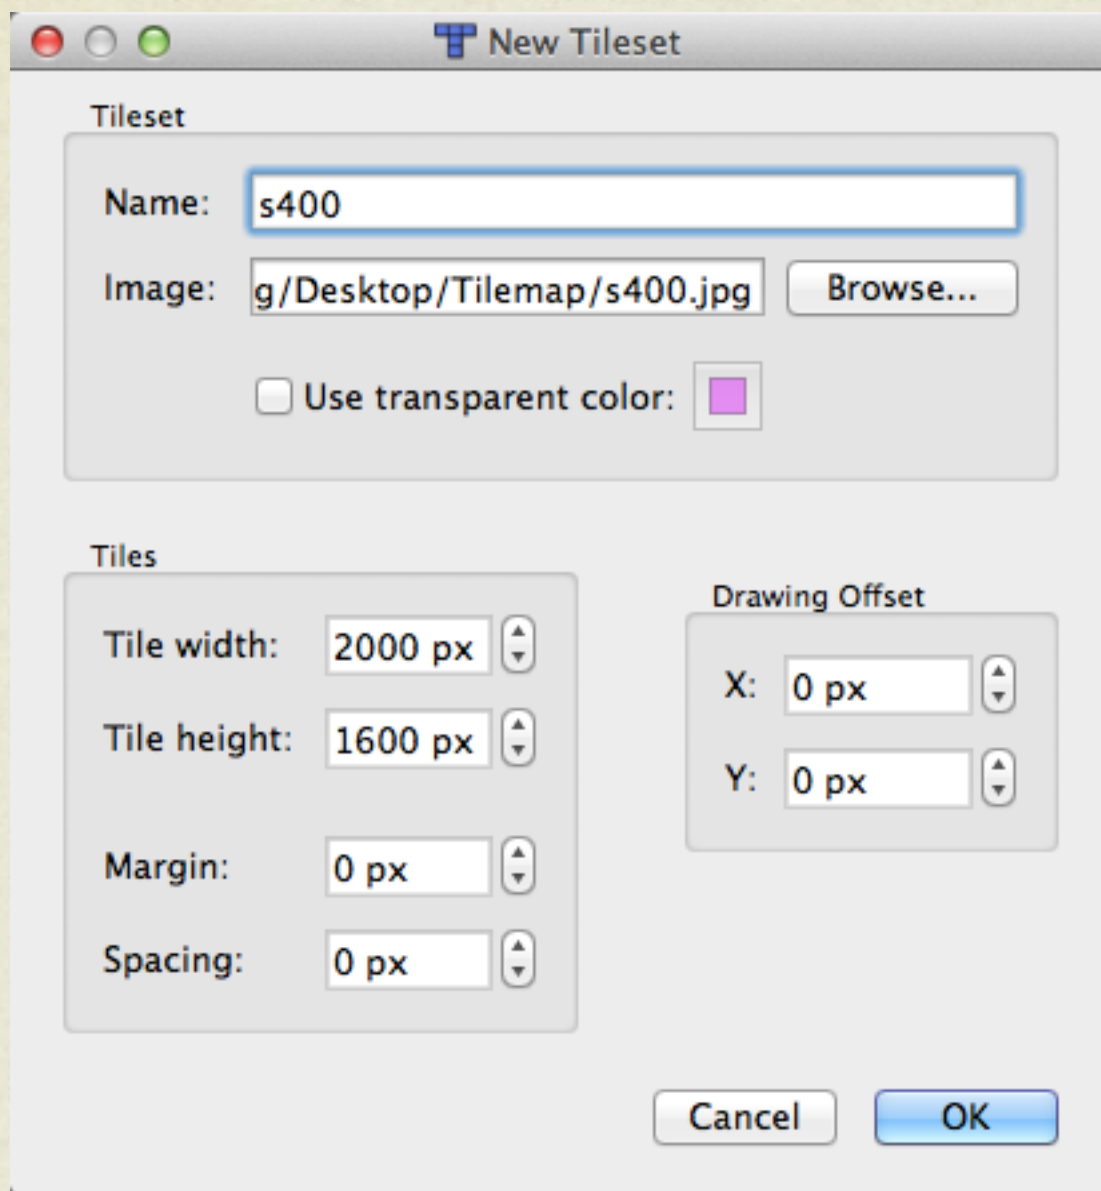 New Tileset
Tileset
Name: s400
Image: g/Desktop/Tilemap/s400.jpg Browse...
Use transparent color:
Tiles
Tile width: 2000 px
Tile height: 1600 px
Margin: 0 px
Spacing: 0 px
Drawing Offset
X: 0 px
Y: 0 px
Cancel OK